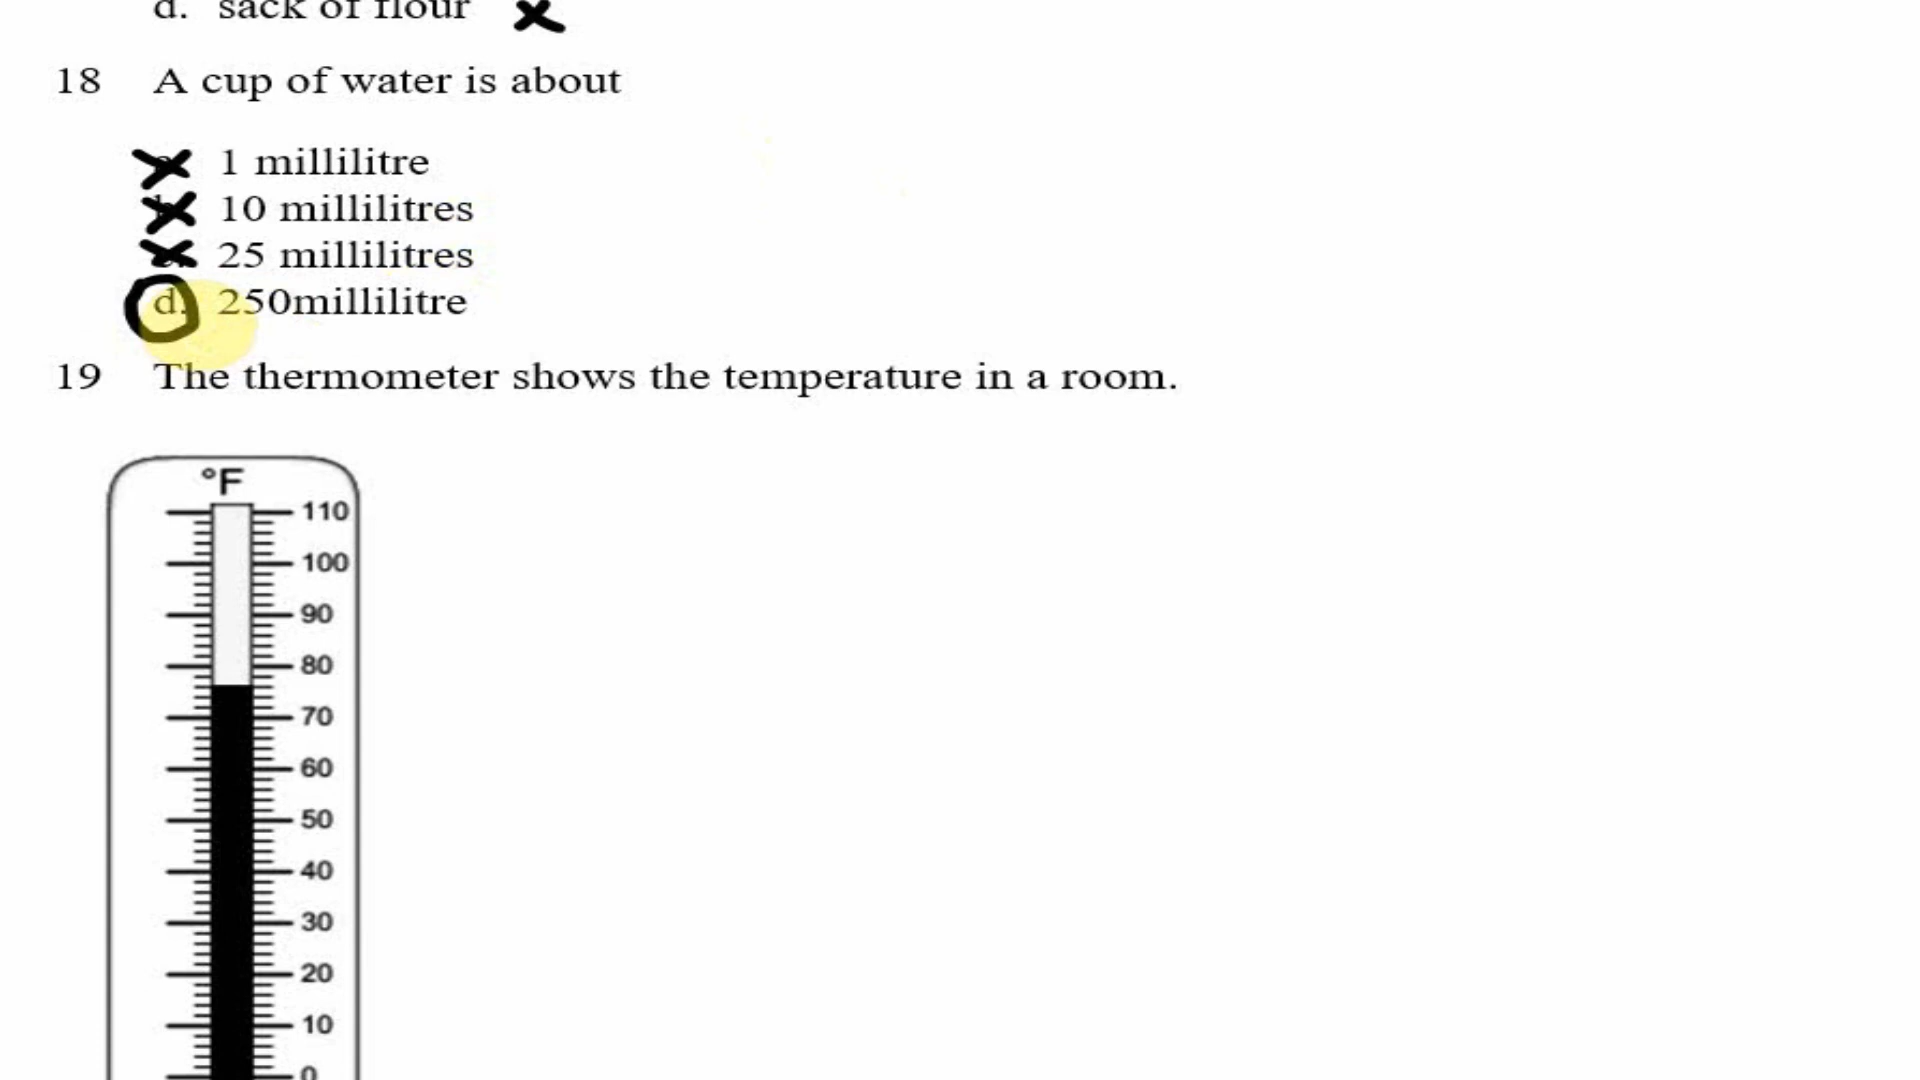 d. sack of flour
18 A cup of water is about
1 millilitre
10 millilitres
25 millilitres
d. 250millilitre
19 The thermometer shows the temperature in a room.
°F
110
100
90
80
70
60
50
40
30
20
10
0